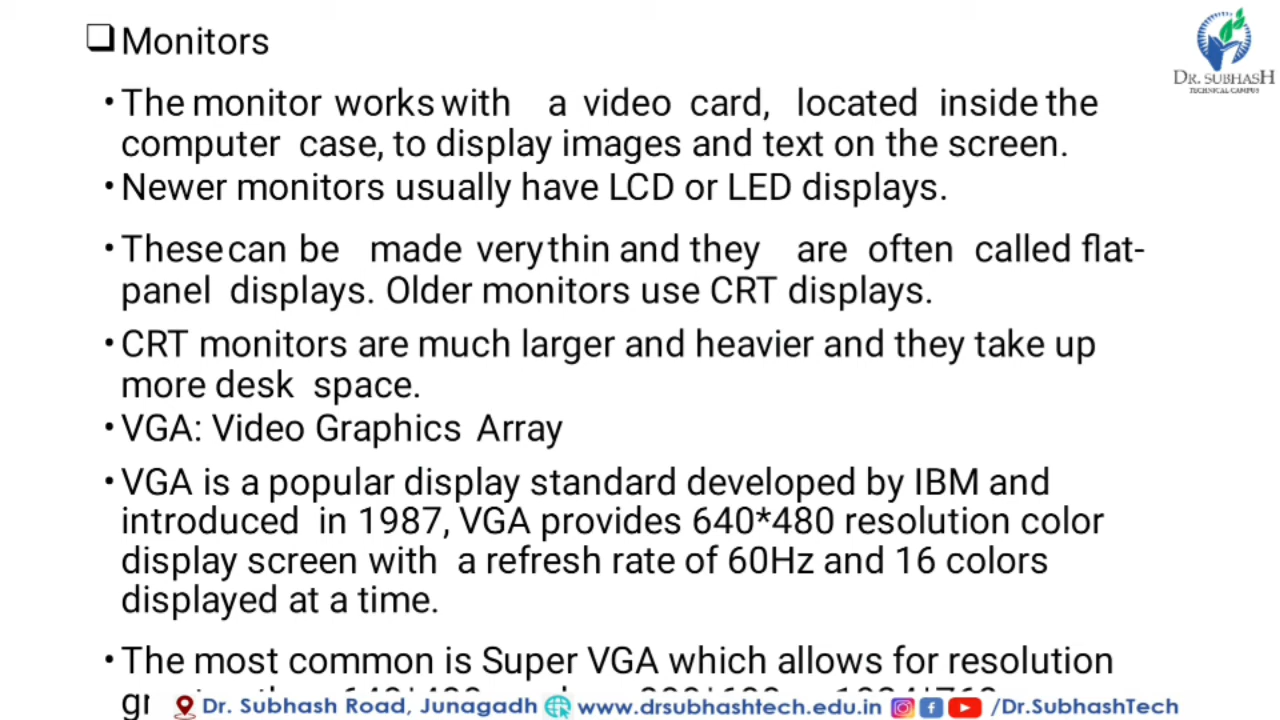 ❑ Monitors
DR. SUBHASH
TECHNICAL CAMPUS
• The monitor works with a video card, located inside the
computer case, to display images and text on the screen.
• Newer monitors usually have LCD or LED displays.
• These can be made very thin and they are often called flat-
panel displays. Older monitors use CRT displays.
• CRT monitors are much larger and heavier and they take up
more desk space.
• VGA: Video Graphics Array
• VGA is a popular display standard developed by IBM and
introduced in 1987, VGA provides 640*480 resolution color
display screen with a refresh rate of 60Hz and 16 colors
displayed at a time.
• The most common is Super VGA which allows for resolution
Dr. Subhash Road, Junagadh www.drsubhashtech.edu.in /Dr.SubhashTech